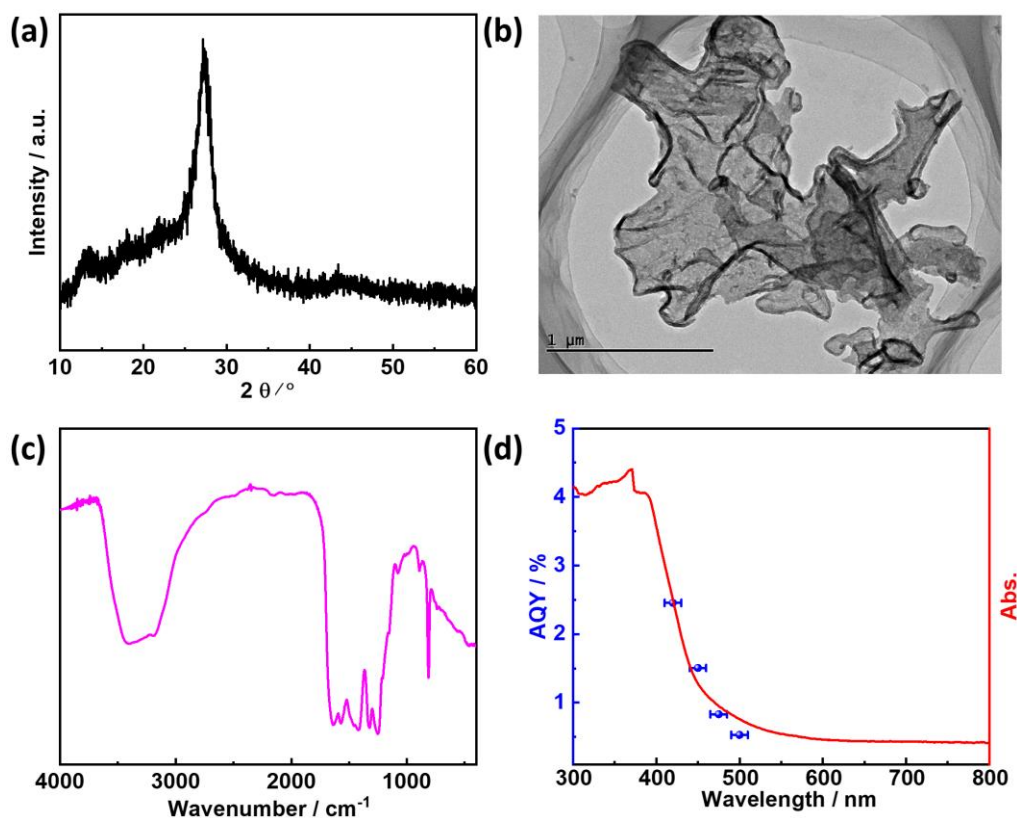 (a)
Intensity / a.u.
10 20 30 40 50 60
2 θ/°
(b)
1 μm
(c)
4000 3000 2000 1000
Wavenumber / cm-1
(d)
5
4
3
2
1
AQY / %
Abs.
300 400 500 600 700 800
Wavelength / nm